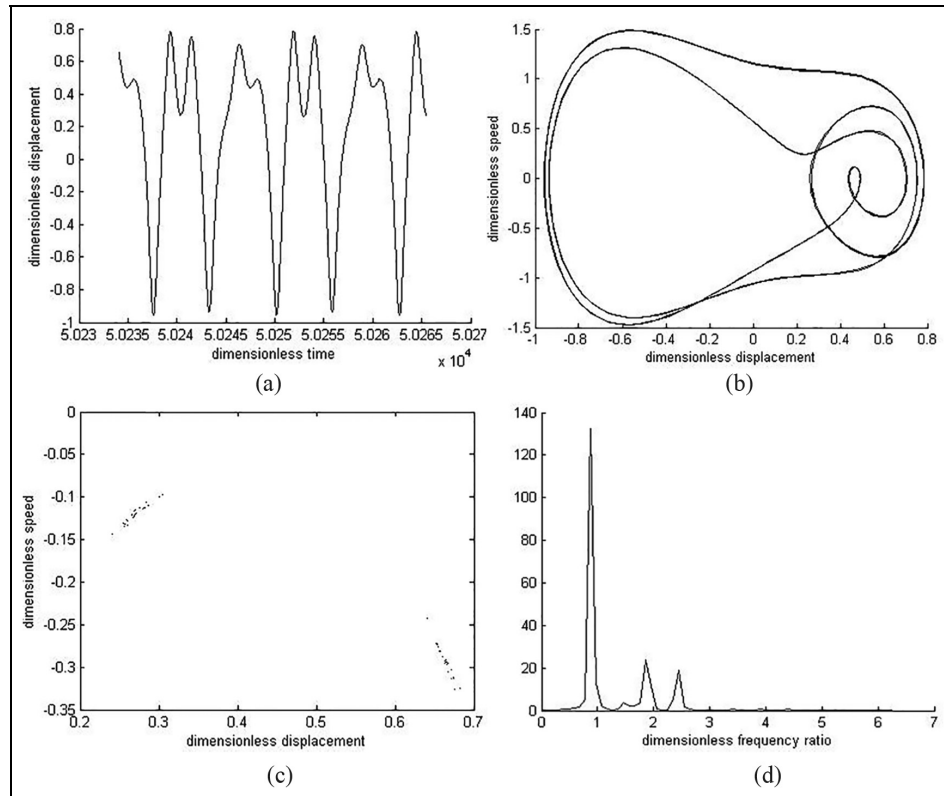 0.8
0.6
0.4
0.2
0
-0.2
-0.4
-0.6
-0.8
-1
dimensionless displacement
5.023 5.0235 5.024 5.0245 5.025 5.0255 5.026 5.0265 5.027
dimensionless time
x 10⁴
(a)
1.5
1
0.5
0
-0.5
-1
-1.5
dimensionless speed
-1 -0.8 -0.6 -0.4 -0.2 0 0.2 0.4 0.6 0.8
dimensionless displacement
(b)
0
-0.05
-0.1
-0.15
-0.2
-0.25
-0.3
-0.35
dimensionless speed
0.2 0.3 0.4 0.5 0.6 0.7
dimensionless displacement
(c)
140
120
100
80
60
40
20
0
0 1 2 3 4 5 6 7
dimensionless frequency ratio
(d)